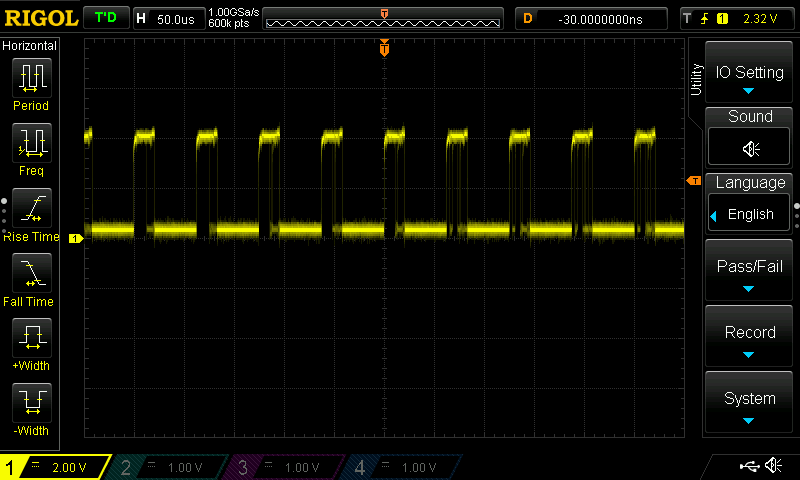 RIGOL T'D H 50.0us 1.00GSa/s 600k pts T D -30.0000000ns T 1 2.32 V
Horizontal
Period
Freq
Rise Time
Fall Time
+Width
-Width
T
T
1
Utility
IO Setting
Sound
Language
English
Pass/Fail
Record
System
1 2.00 V 2 1.00 V 3 1.00 V 4 1.00 V